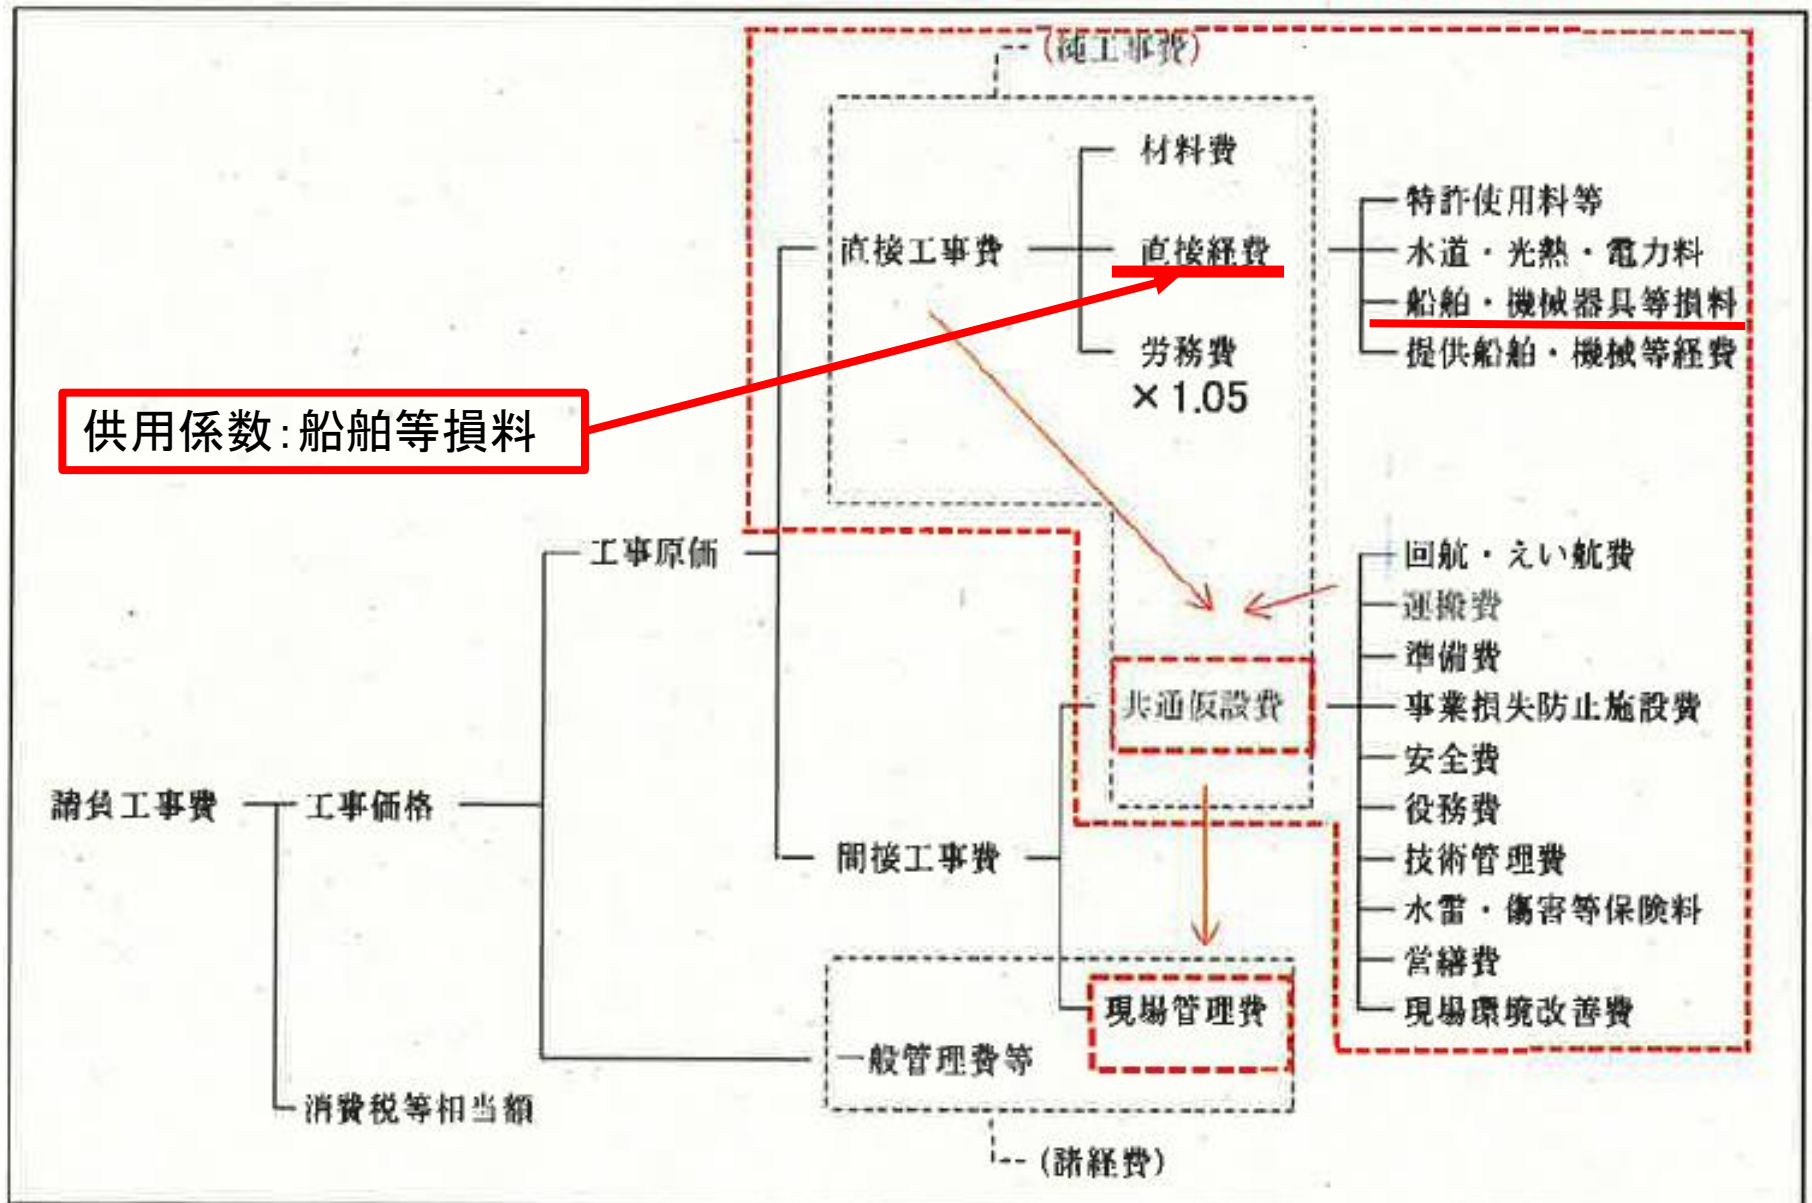 (純工事費)
材料費
特許使用料等
直接工事費
直接経費
水道・光熱・電力料
船舶・機械器具等損料
労務費
提供船舶・機械等経費
×1.05
供用係数:船舶等損料
工事原価
回航・えい航費
運搬費
準備費
共通仮設費
事業損失防止施設費
安全費
請負工事費
工事価格
役務費
間接工事費
技術管理費
水雷・傷害等保険料
営繕費
現場管理費
現場環境改善費
一般管理費等
消費税等相当額
(諸経費)